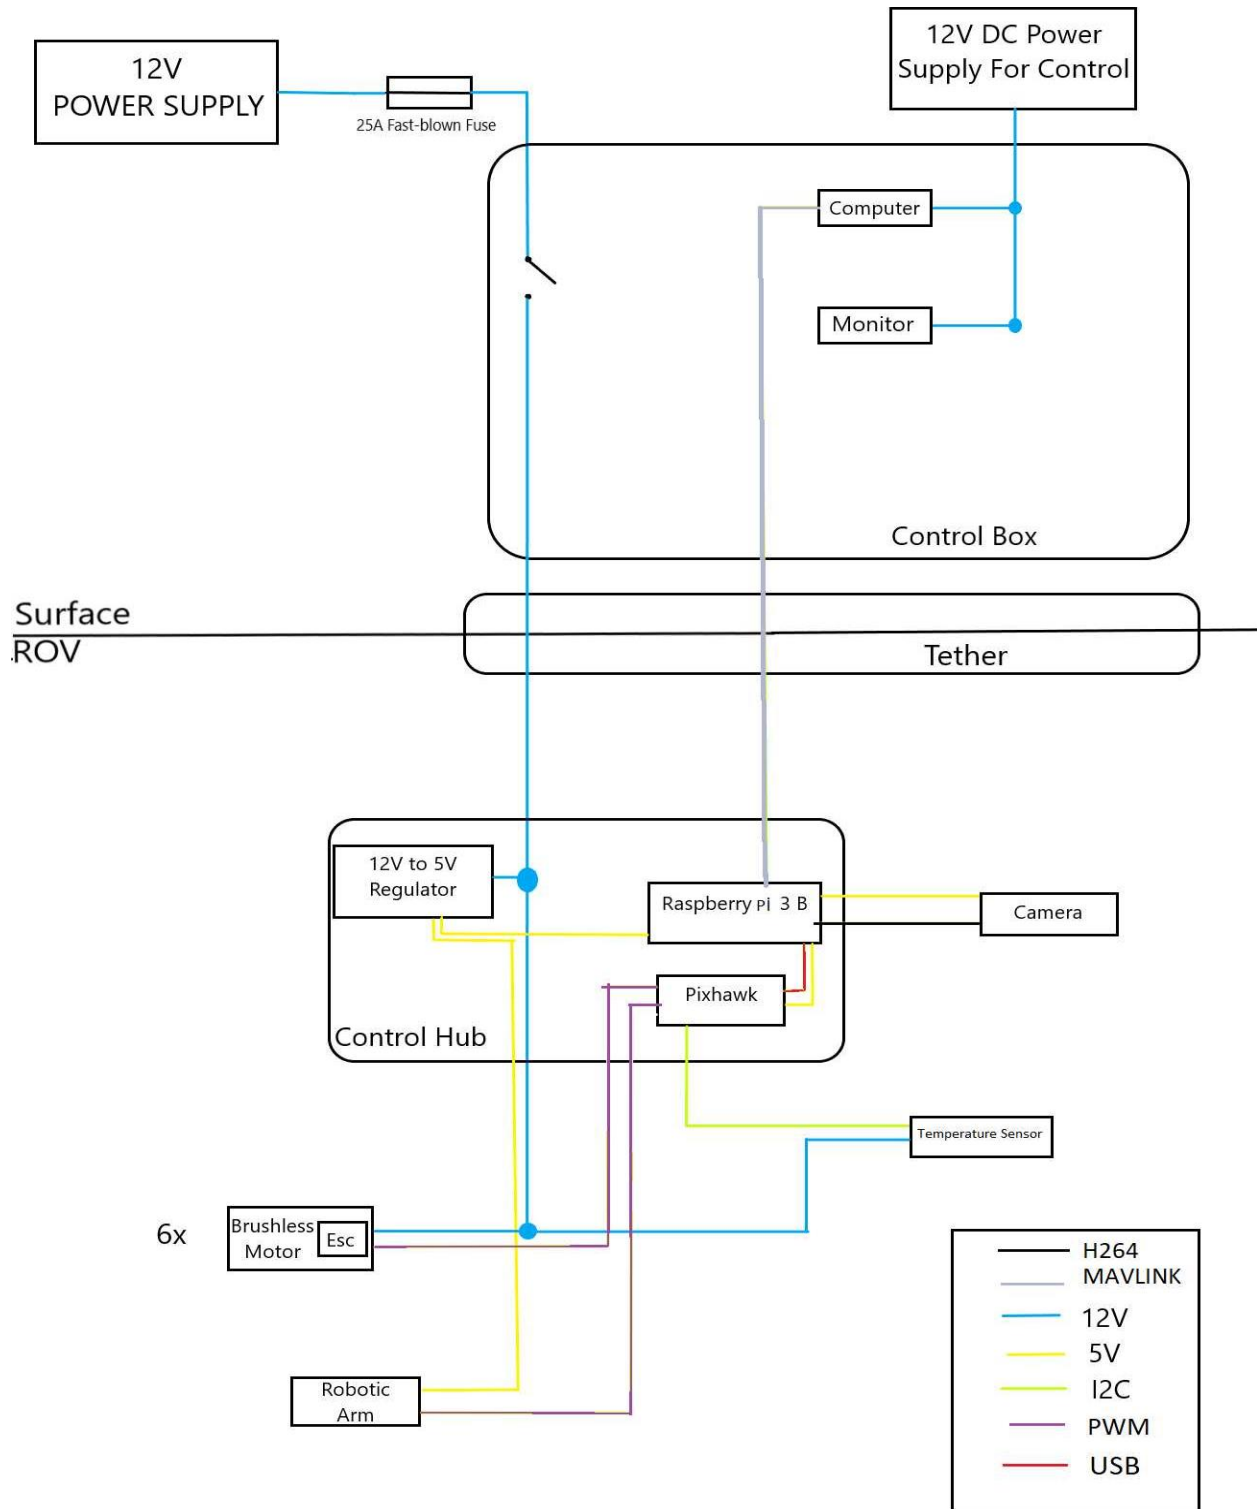 12V
POWER SUPPLY
25A Fast-blown Fuse
12V DC Power
Supply For Control
Computer
Monitor
Control Box
Surface
ROV
Tether
12V to 5V
Regulator
Raspberry Pi 3 B
Camera
Pixhawk
Control Hub
Temperature Sensor
6x
Brushless
Motor
Esc
Robotic
Arm
H264
MAVLINK
12V
5V
I2C
PWM
USB